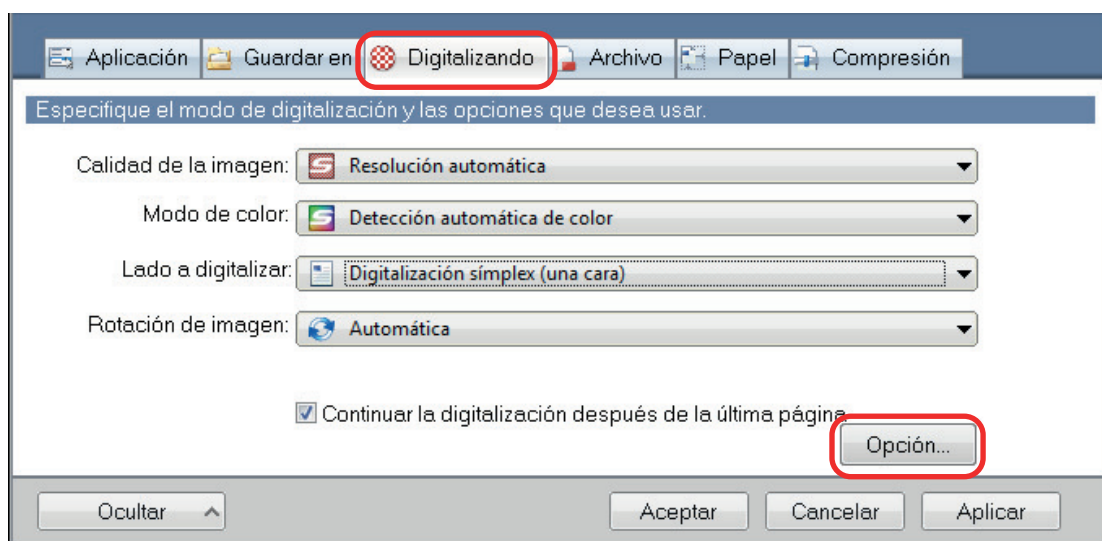 Aplicación Guardar en Digitalizando Archivo Papel Compresión
Especifique el modo de digitalización y las opciones que desea usar.
Calidad de la imagen: Resolución automática
Modo de color: Detección automática de color
Lado a digitalizar: Digitalización símplex (una cara)
Rotación de imagen: Automática
Continuar la digitalización después de la última página
Opción...
Ocultar Aceptar Cancelar Aplicar